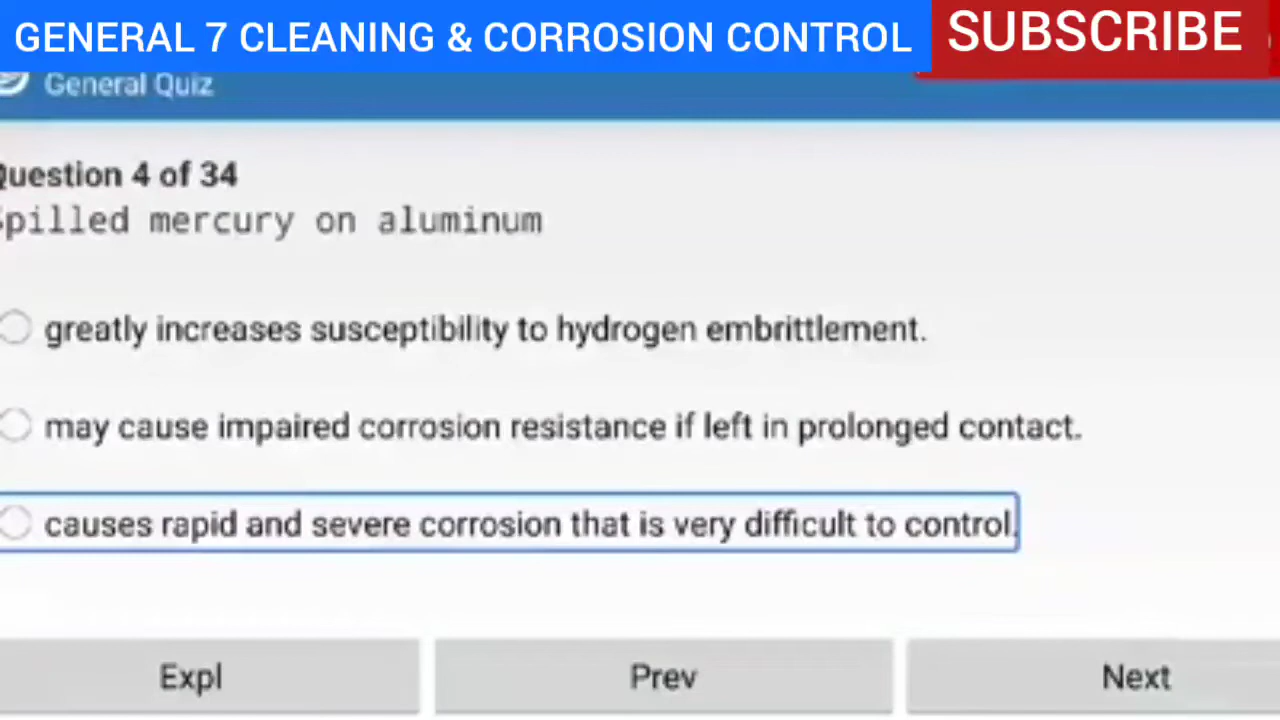 GENERAL 7 CLEANING & CORROSION CONTROL
SUBSCRIBE
General Quiz
Question 4 of 34
Spilled mercury on aluminum
greatly increases susceptibility to hydrogen embrittlement.
may cause impaired corrosion resistance if left in prolonged contact.
causes rapid and severe corrosion that is very difficult to control.
Expl
Prev
Next